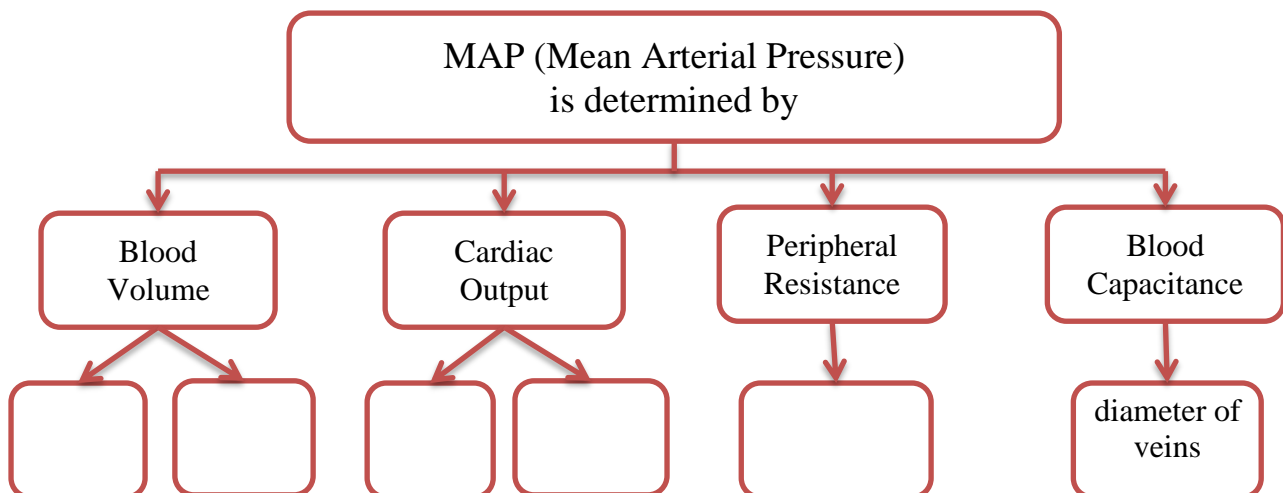 MAP (Mean Arterial Pressure)
is determined by
Blood
Volume
Cardiac
Output
Peripheral
Resistance
Blood
Capacitance
diameter of
veins